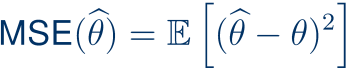 MSE(θ̂) = 𝔼[(θ̂ − θ)²]